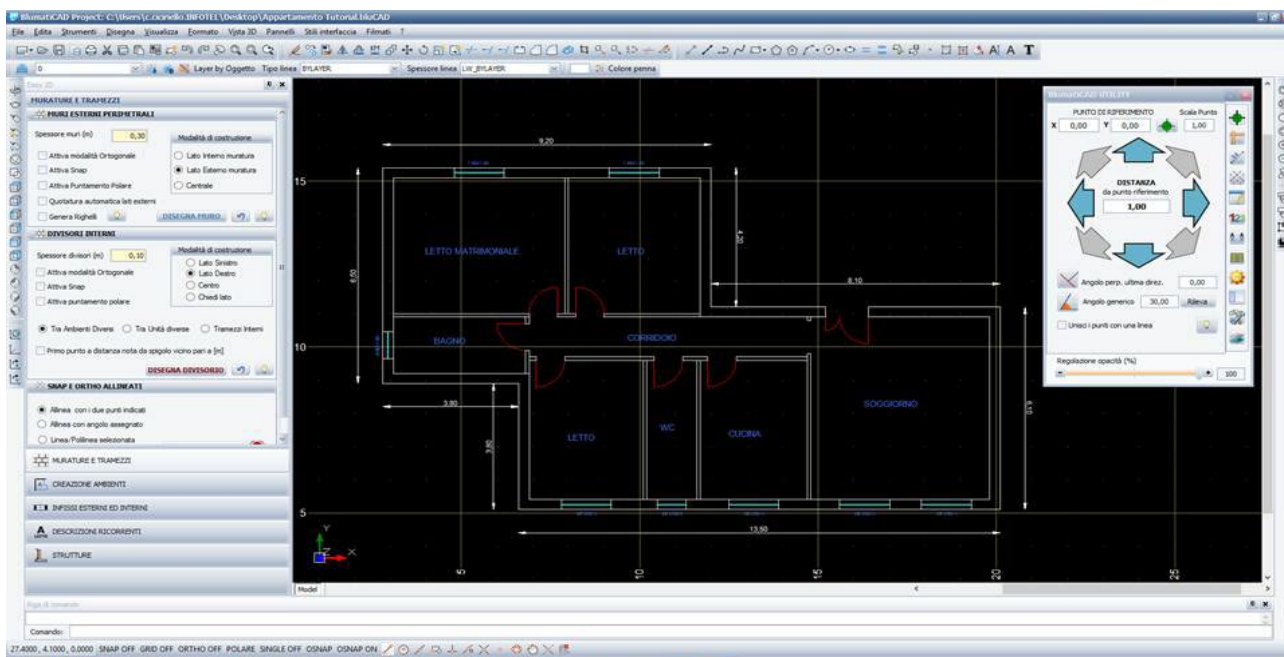 BlumatiCAD Project: C:\Users\c.ciciriello.INFOTEL\Desktop\Appartamento Tutorial.bluCAD
File Edita Strumenti Disegna Visualizza Formato Vista 3D Pannelli Stili interfaccia Filmati ?
0 Layer by Oggetto Tipo linea BYLAYER Spessore linea LW_BYLAYER Colore penna
MURATURE E TRAMEZZI
MURI ESTERNI PERIMETRALI
Spessore muri (m) 0,30 Modalità di costruzione
Attiva modalità Ortogonale Lato Interno muratura
Attiva Snap Lato Esterno muratura
Attiva Puntamento Polare Centrale
Quotatura automatica lati esterni
Genera Righelli DISEGNA MURO
DIVISORI INTERNI
Spessore divisori (m) 0,10 Modalità di costruzione
Lato Sinistro
Attiva modalità Ortogonale Lato Destro
Attiva Snap Centro
Attiva puntamento polare Chiedi lato
Tra Ambienti Diversi Tra Unità diverse Tramezzi Interni
Primo punto a distanza nota da spigolo vicino pari a [m]
DISEGNA DIVISORIO
SNAP E ORTHO ALLINEATI
Allinea con i due punti indicati
Allinea con angolo assegnato
Linea/Polilinea selezionata
MURATURE E TRAMEZZI
CREAZIONE AMBIENTI
INFISSI ESTERNI ED INTERNI
DESCRIZIONI RICORRENTI
STRUTTURE
9,20
15
6,50
LETTO MATRIMONIALE
LETTO
4,20
8,10
10
BAGNO
CORRIDOIO
3,80
3,80
LETTO
WC
CUCINA
SOGGIORNO
6,10
5
13,50
Y
Z X
5 10 15 20 25
Model
BlumatiCAD UTILITY
PUNTO DI RIFERIMENTO Scala Punto
X 0,00 Y 0,00 1,00
DISTANZA
da punto riferimento
1,00
Angolo perp. ultima direz. 0,00
Angolo generico 30,00 Rileva
Unisci i punti con una linea
Regolazione opacità (%)
100
Riga di comando
Comando:
27.4000, 4.1000, 0.0000 SNAP OFF GRID OFF ORTHO OFF POLARE SINGLE OFF OSNAP OSNAP ON